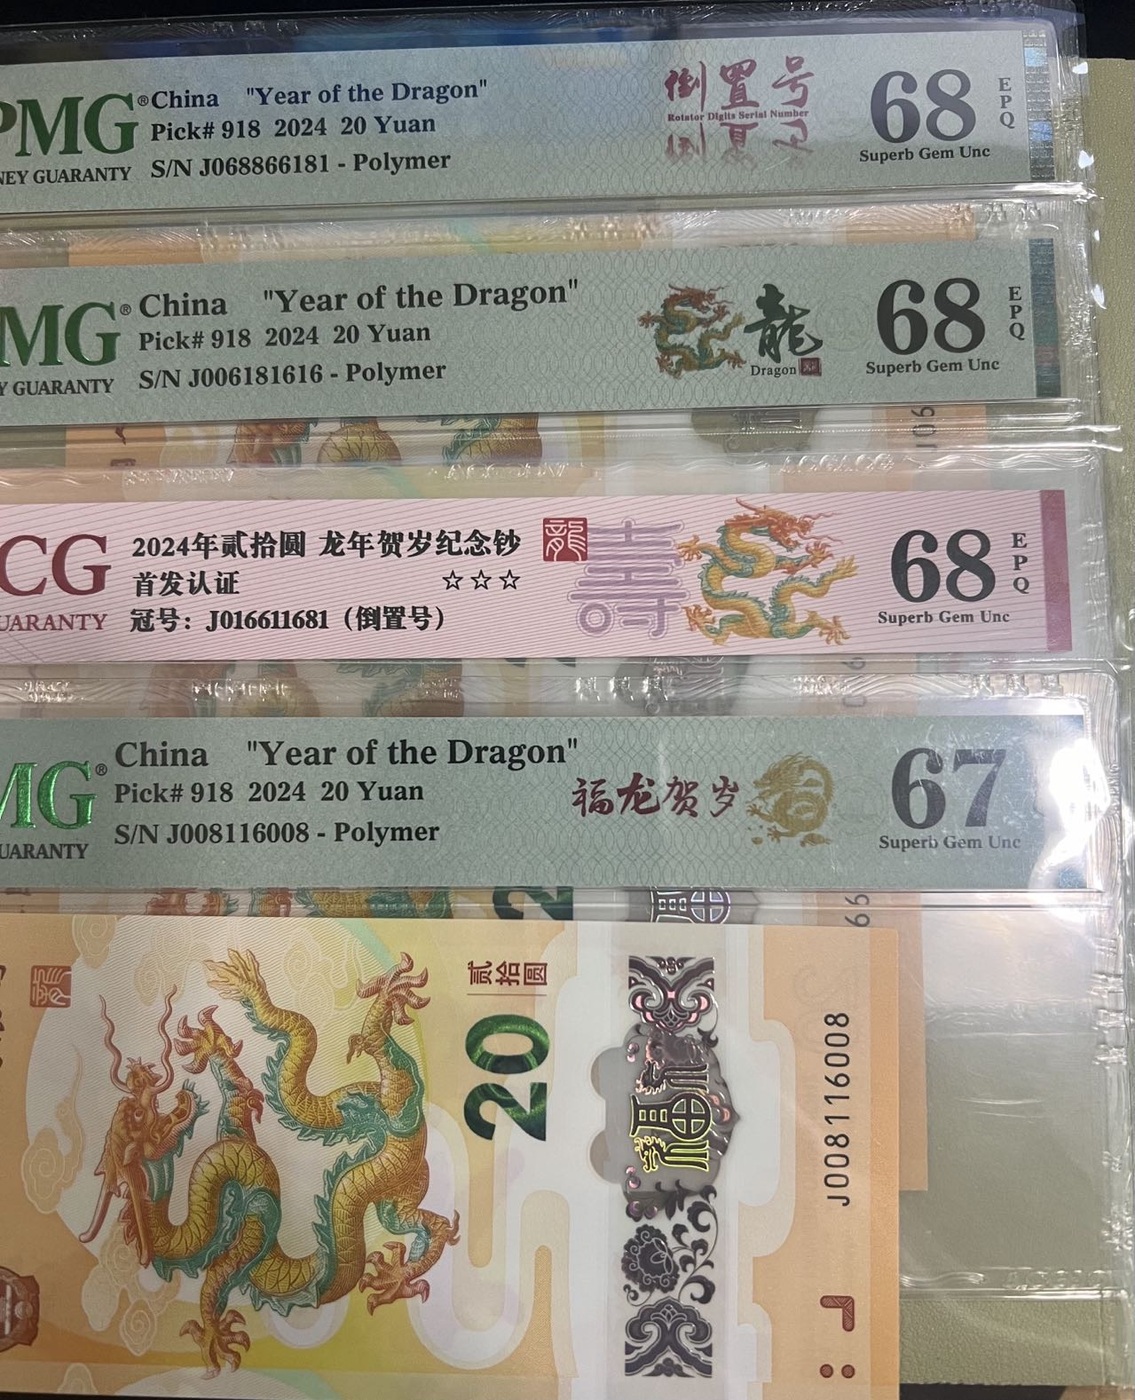 PMG®
NEY GUARANTY
China "Year of the Dragon"
Pick# 918 2024 20 Yuan
S/N J068866181 - Polymer
倒置号
Rotator Digits Serial Number
68
EPQ
Superb Gem Unc
MG®
Y GUARANTY
China "Year of the Dragon"
Pick# 918 2024 20 Yuan
S/N J006181616 - Polymer
龍
Dragon
68
EPQ
Superb Gem Unc
J06
CG
UARANTY
2024年贰拾圆 龙年贺岁纪念钞
首发认证 ☆☆☆
冠号：J016611681（倒置号）
龍
壽
68
EPQ
Superb Gem Unc
MG®
UARANTY
China "Year of the Dragon"
Pick# 918 2024 20 Yuan
S/N J008116008 - Polymer
福龙贺岁
67
Superb Gem Unc
2
66
贰拾圆
20
福
J008116008